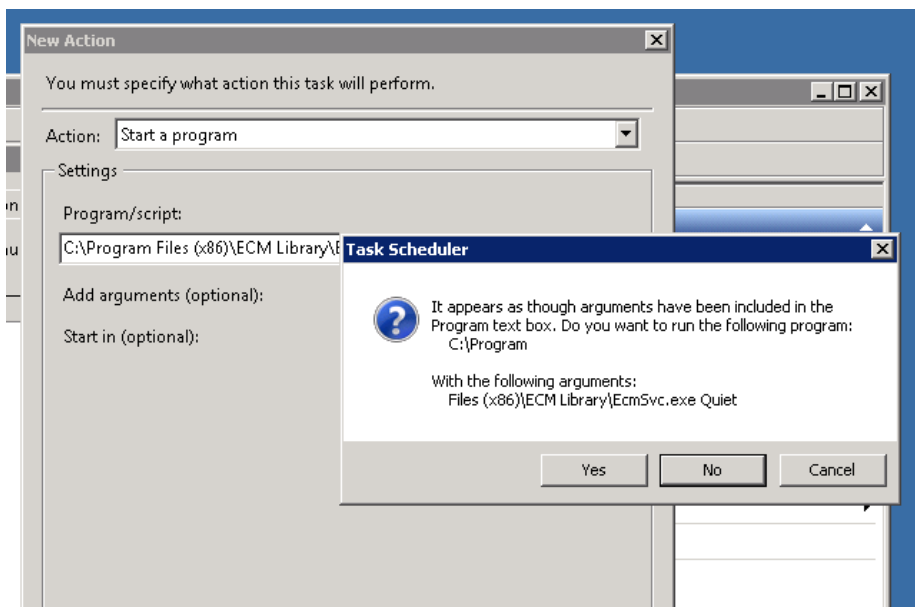 New Action
You must specify what action this task will perform.
Action: Start a program
Settings
Program/script:
C:\Program Files (x86)\ECM Library\E
Add arguments (optional):
Start in (optional):
Task Scheduler
It appears as though arguments have been included in the
Program text box. Do you want to run the following program:
C:\Program
With the following arguments:
Files (x86)\ECM Library\EcmSvc.exe Quiet
Yes
No
Cancel